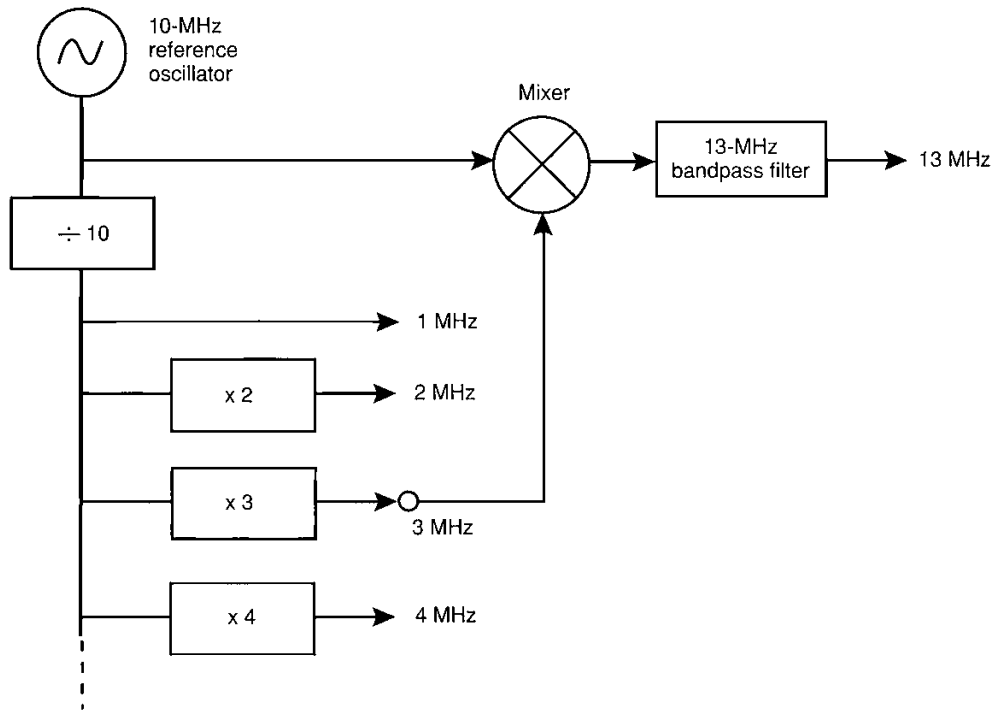 10-MHz
reference
oscillator
Mixer
13-MHz
bandpass filter
13 MHz
÷ 10
1 MHz
x 2
2 MHz
x 3
3 MHz
x 4
4 MHz